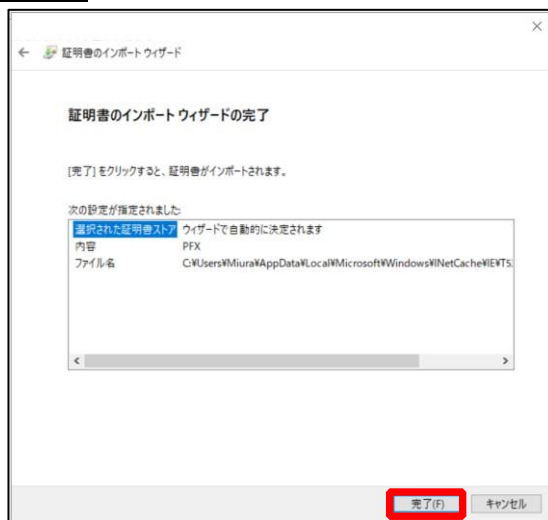 証明書のインポート ウィザード
証明書のインポート ウィザードの完了
[完了] をクリックすると、証明書がインポートされます。
次の設定が指定されました:
選択された証明書ストア ウィザードで自動的に決定されます
内容 PFX
ファイル名 C:¥Users¥Miura¥AppData¥Local¥Microsoft¥Windows¥INetCache¥IE¥T5
完了(F) キャンセル